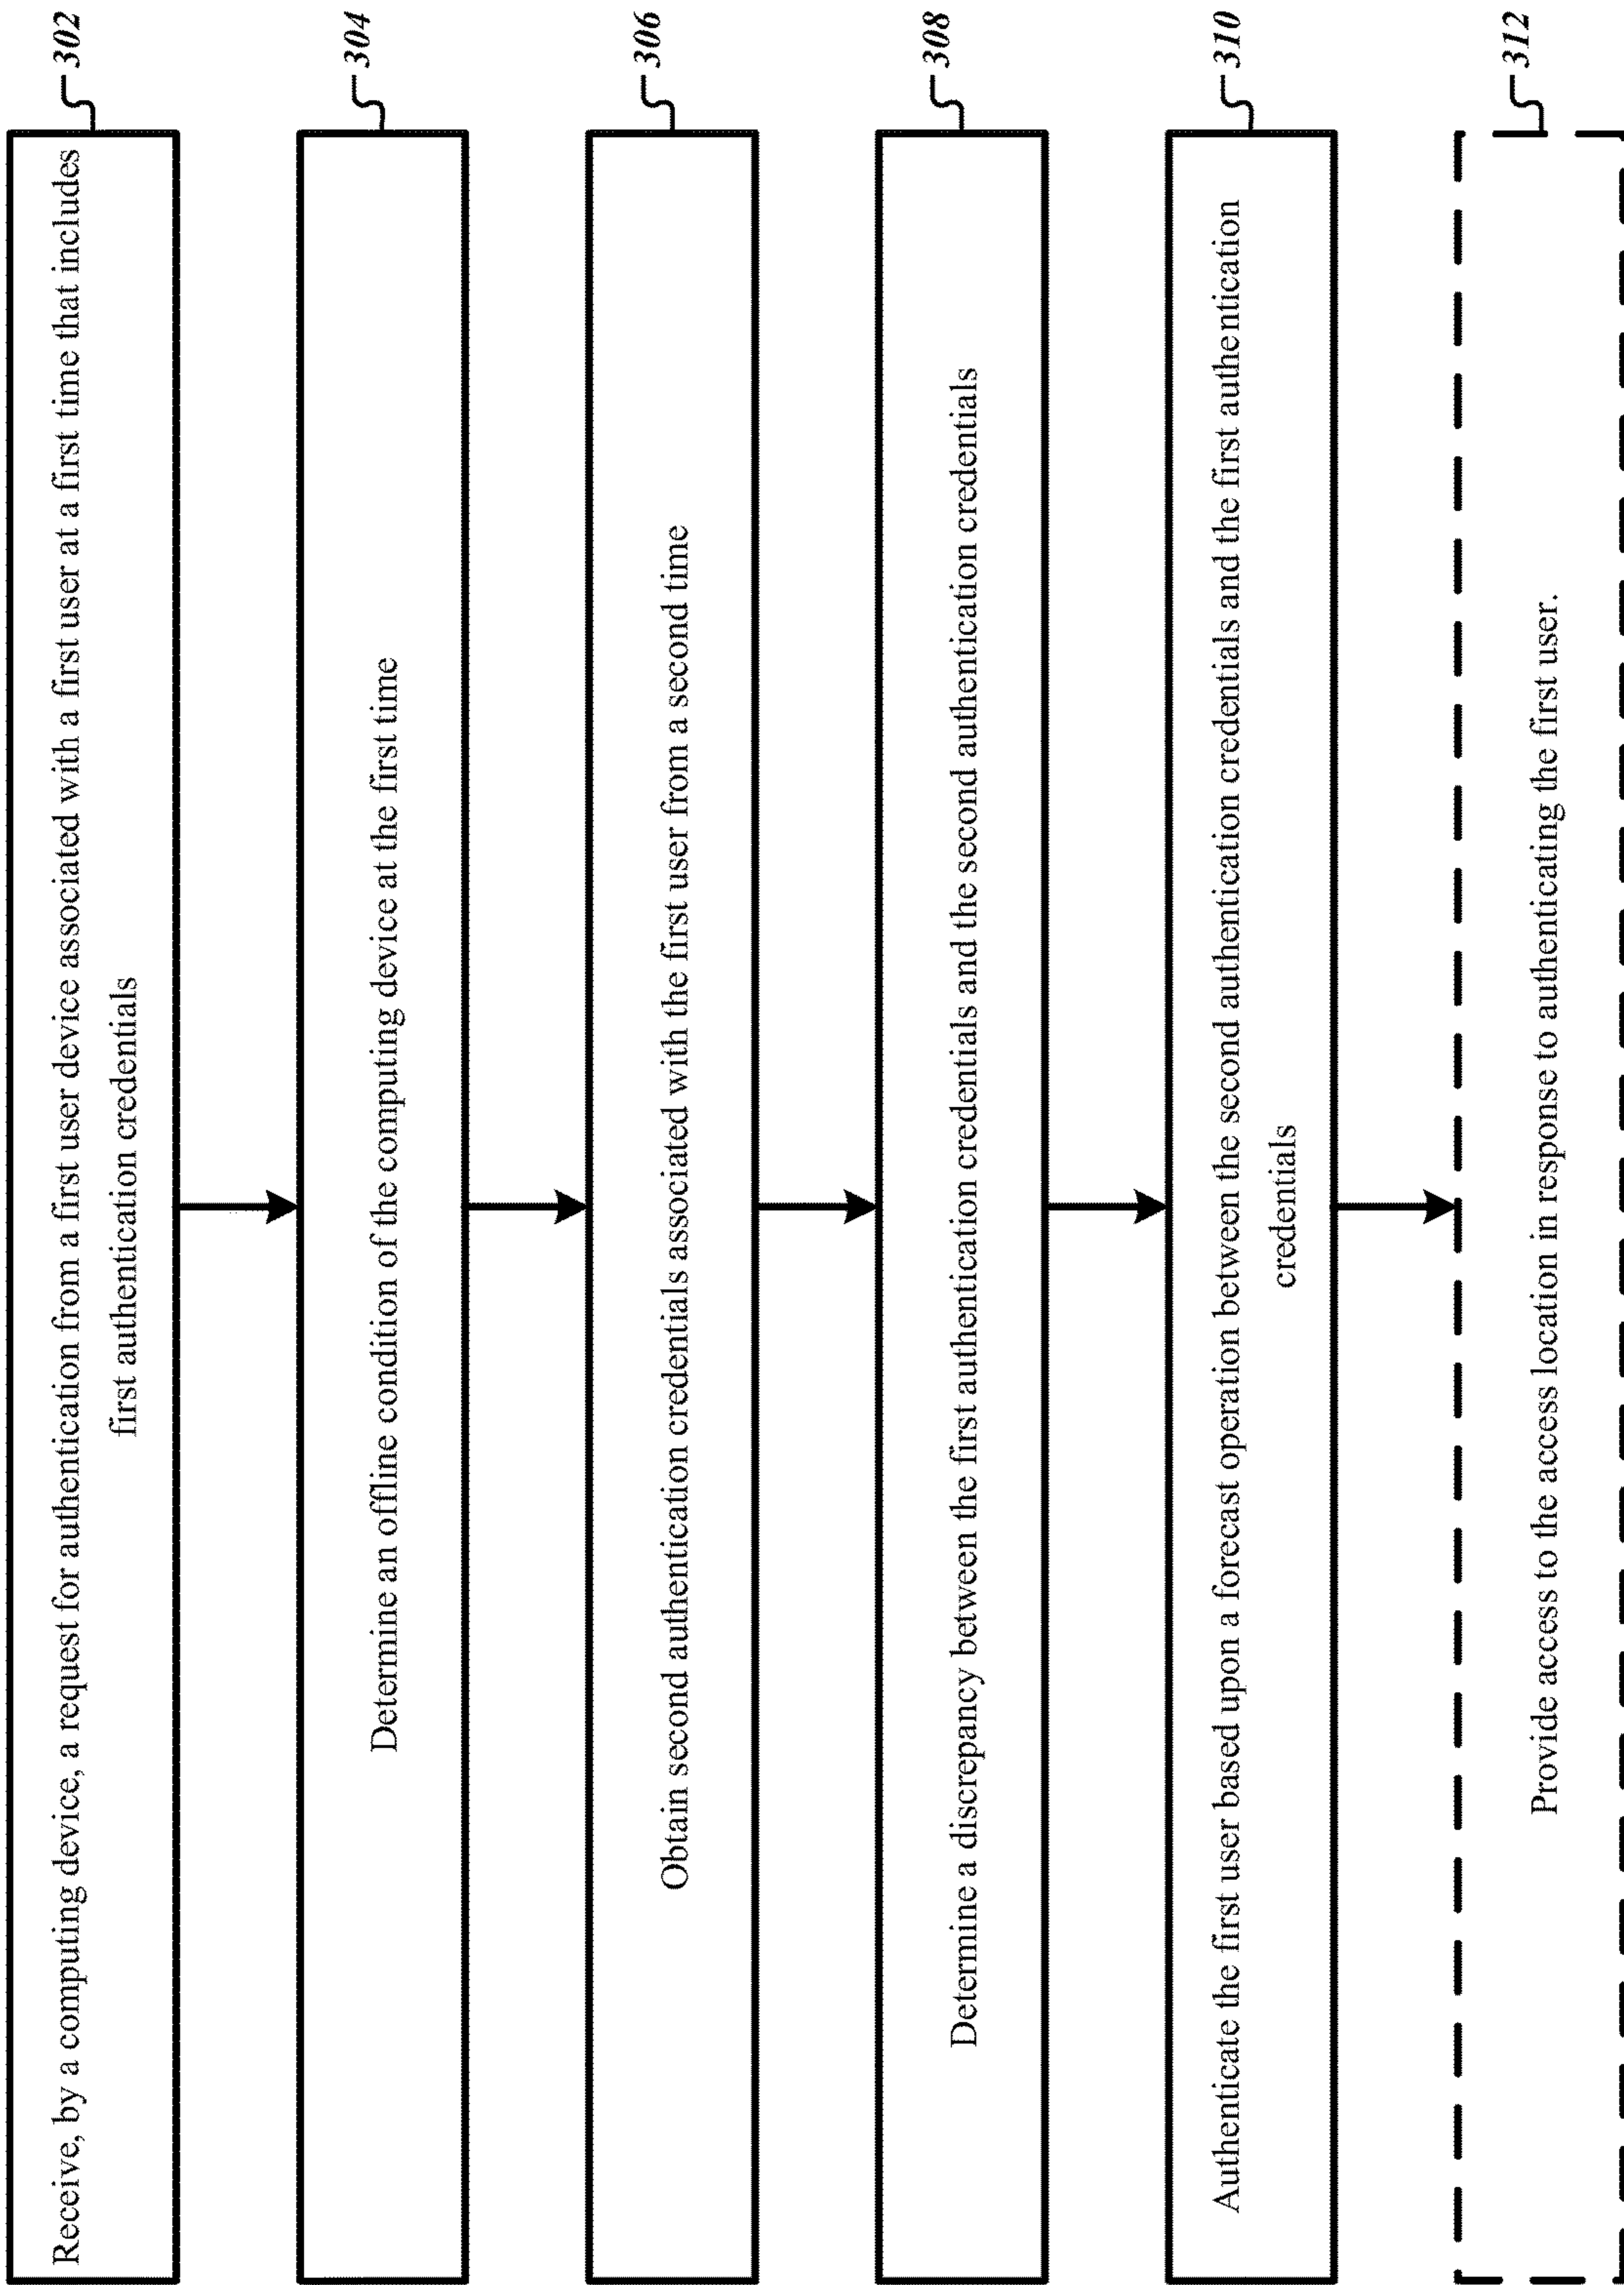 302
Receive, by a computing device, a request for authentication from a first user device associated with a first user at a first time that includes
first authentication credentials
304
Determine an offline condition of the computing device at the first time
306
Obtain second authentication credentials associated with the first user from a second time
308
Determine a discrepancy between the first authentication credentials and the second authentication credentials
310
Authenticate the first user based upon a forecast operation between the second authentication credentials and the first authentication
credentials
312
Provide access to the access location in response to authenticating the first user.